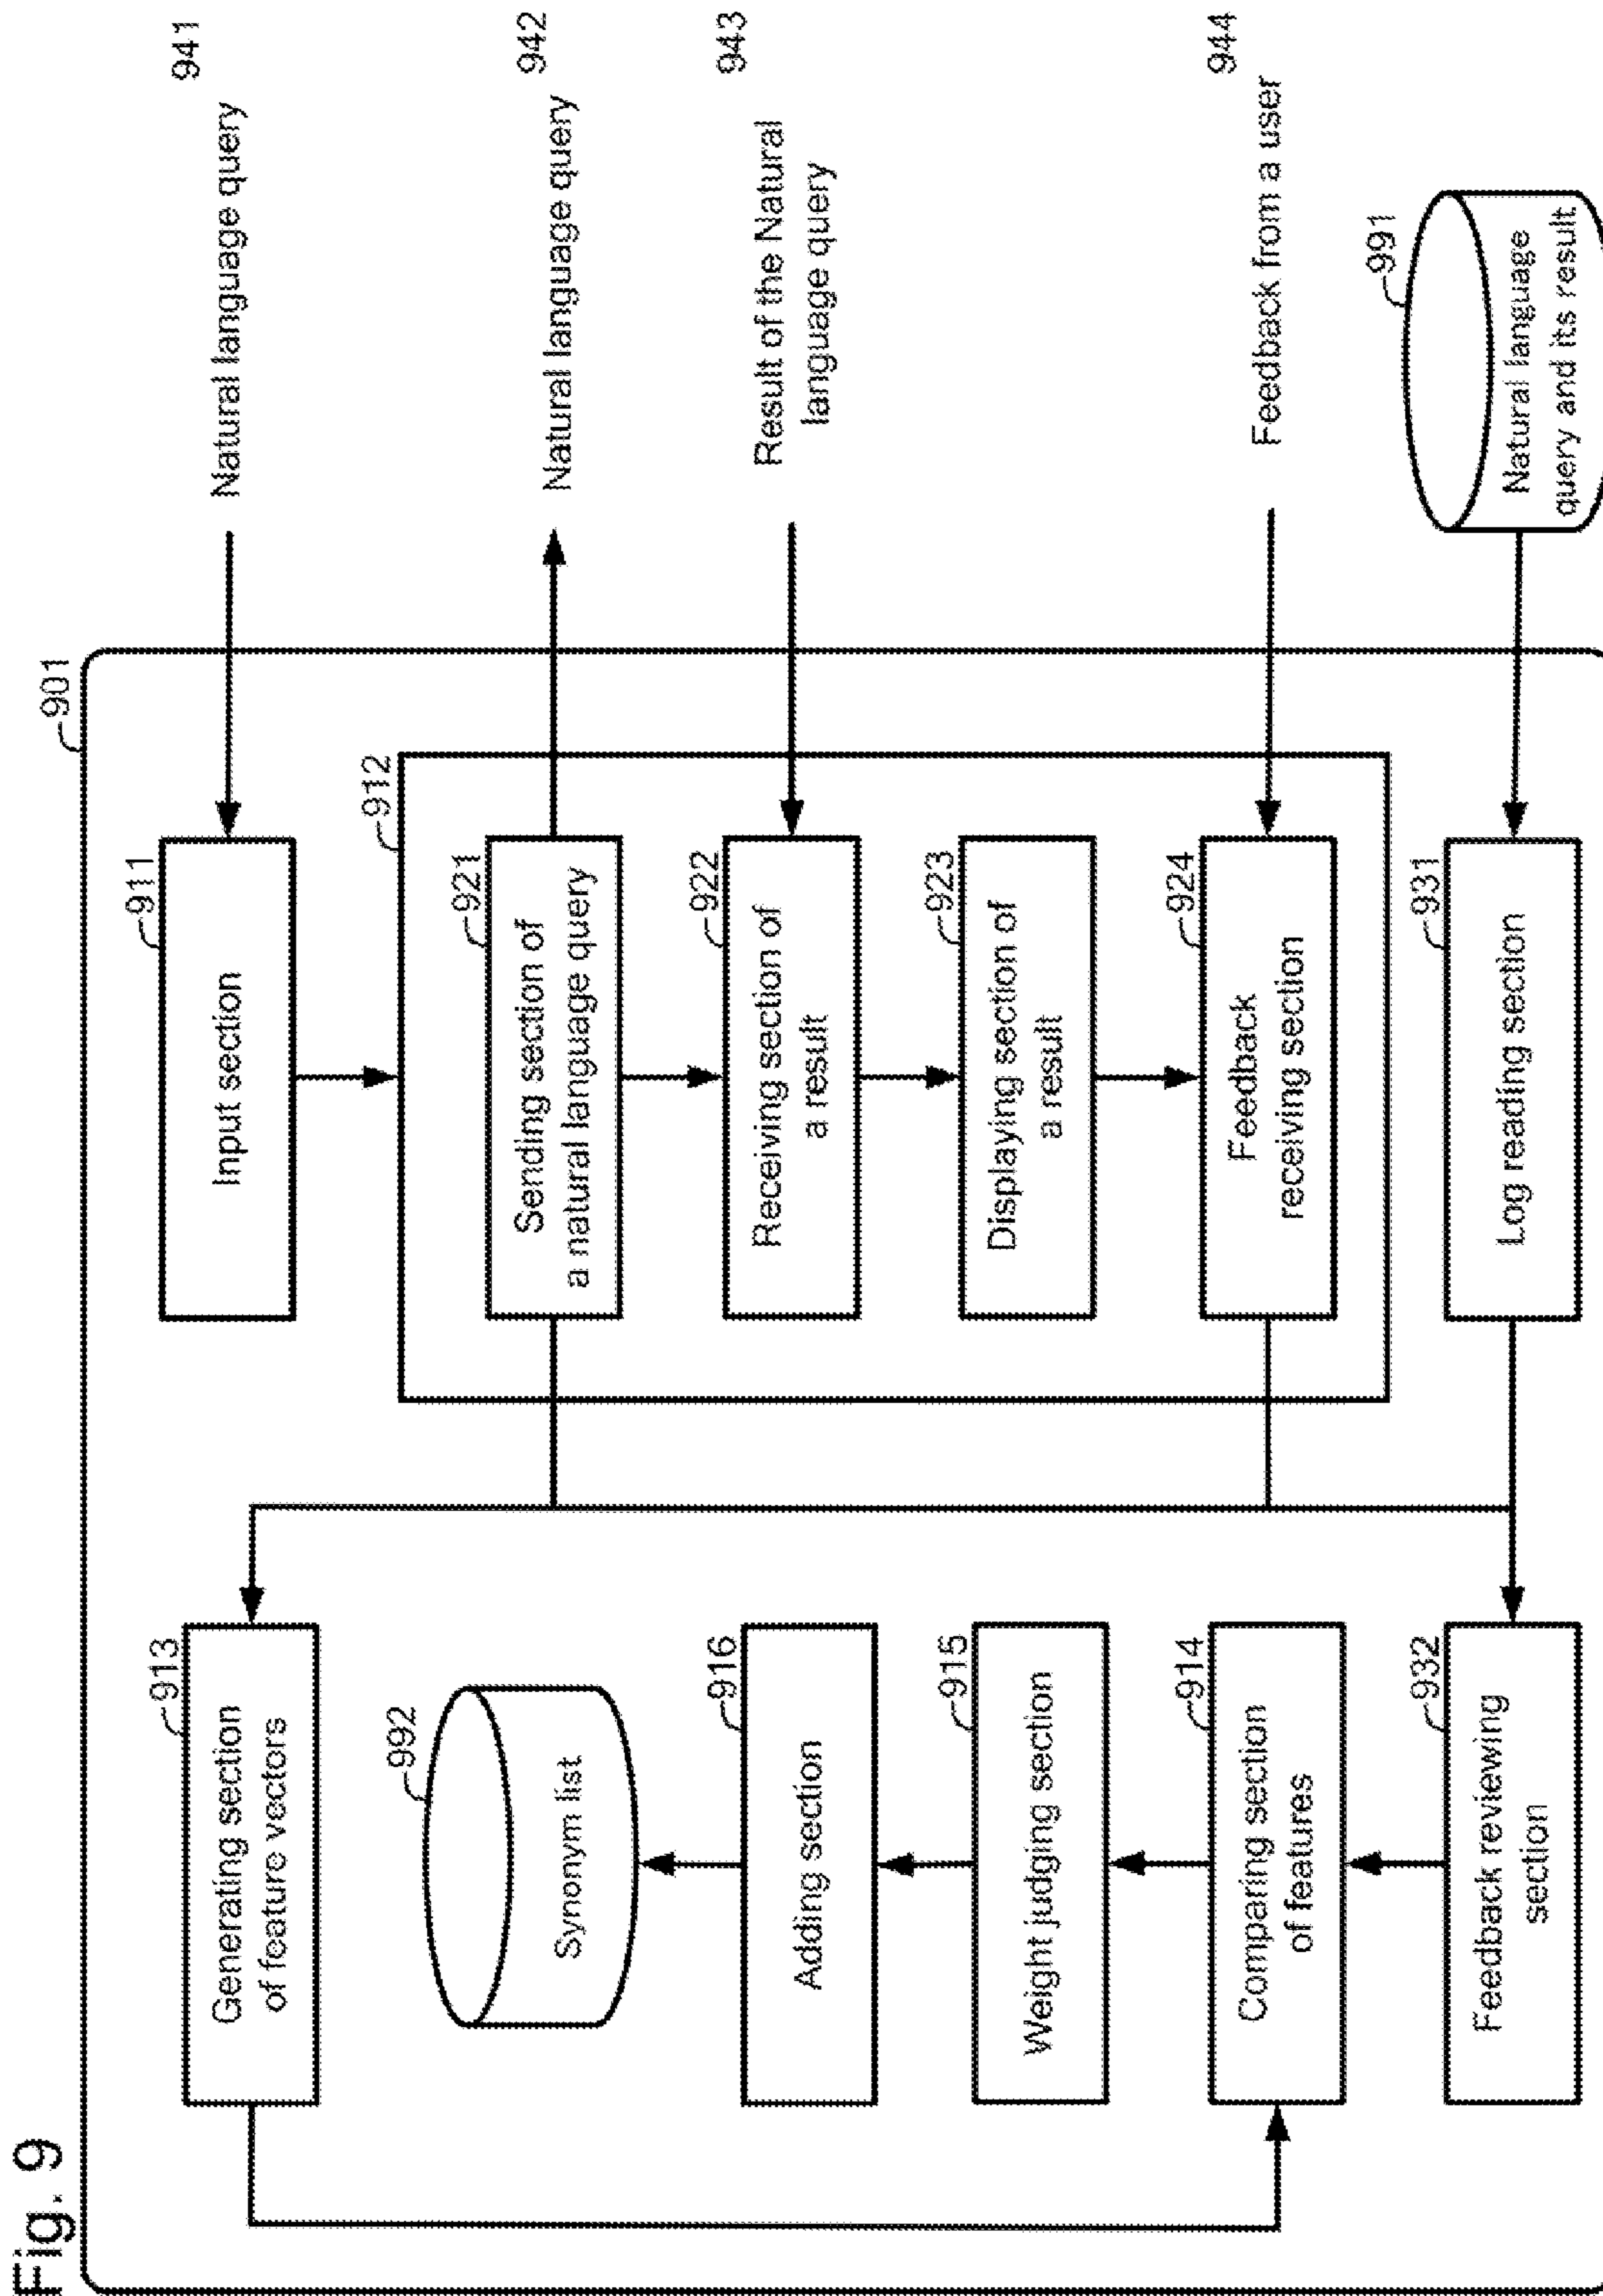 Fig. 9
901
913
Generating section
of feature vectors
992
Synonym list
916
Adding section
915
Weight judging section
914
Comparing section
of features
932
Feedback reviewing
section
911
Input section
912
921
Sending section of
a natural language query
922
Receiving section of
a result
923
Displaying section of
a result
924
Feedback
receiving section
931
Log reading section
Natural language query
941
Natural language query
942
Result of the Natural
language query
943
Feedback from a user
944
991
Natural language
query and its result